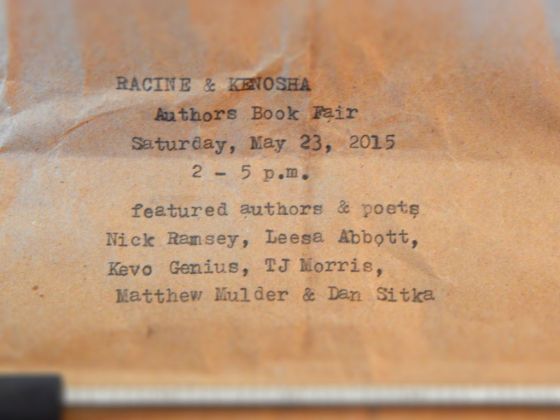 RACINE & KENOSHA
Authors Book Fair
Saturday, May 23, 2015
2 - 5 p.m.
featured authors & poets
Nick Ramsey, Leesa Abbott,
Kevo Genius, TJ Morris,
Matthew Mulder & Dan Sitka